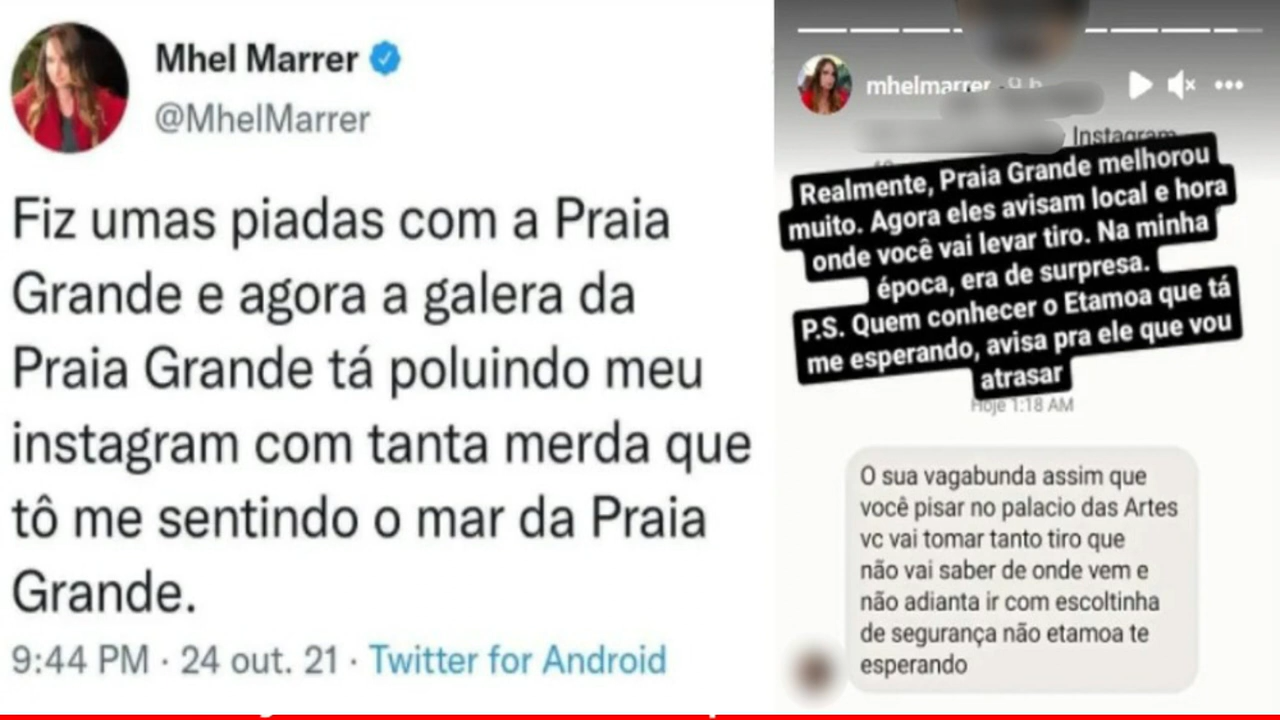 Mhel Marrer
@MhelMarrer
Fiz umas piadas com a Praia
Grande e agora a galera da
Praia Grande tá poluindo meu
instagram com tanta merda que
tô me sentindo o mar da Praia
Grande.
9:44 PM · 24 out. 21 · Twitter for Android
mhelmarrer 9 h
Instagram
Realmente, Praia Grande melhorou
muito. Agora eles avisam local e hora
onde você vai levar tiro. Na minha
época, era de surpresa.
P.S. Quem conhecer o Etamoa que tá
me esperando, avisa pra ele que vou
atrasar
Hoje 1:18 AM
O sua vagabunda assim que
você pisar no palacio das Artes
vc vai tomar tanto tiro que
não vai saber de onde vem e
não adianta ir com escoltinha
de segurança não etamoa te
esperando